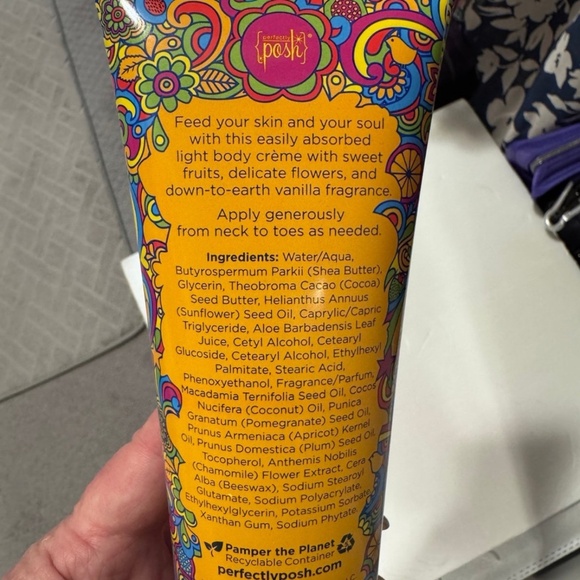 perfectly
{posh}
Feed your skin and your soul
with this easily absorbed
light body crème with sweet
fruits, delicate flowers, and
down-to-earth vanilla fragrance.
Apply generously
from neck to toes as needed.
Ingredients: Water/Aqua,
Butyrospermum Parkii (Shea Butter),
Glycerin, Theobroma Cacao (Cocoa)
Seed Butter, Helianthus Annuus
(Sunflower) Seed Oil, Caprylic/Capric
Triglyceride, Aloe Barbadensis Leaf
Juice, Cetyl Alcohol, Cetearyl
Glucoside, Cetearyl Alcohol, Ethylhexyl
Palmitate, Stearic Acid,
Phenoxyethanol, Fragrance/Parfum,
Macadamia Ternifolia Seed Oil, Cocos
Nucifera (Coconut) Oil, Punica
Granatum (Pomegranate) Seed Oil,
Prunus Armeniaca (Apricot) Kernel
Oil, Prunus Domestica (Plum) Seed Oil,
Tocopherol, Anthemis Nobilis
(Chamomile) Flower Extract, Cera
Alba (Beeswax), Sodium Stearoyl
Glutamate, Sodium Polyacrylate,
Ethylhexylglycerin, Potassium Sorbate,
Xanthan Gum, Sodium Phytate.
Pamper the Planet
Recyclable Container
perfectlyposh.com